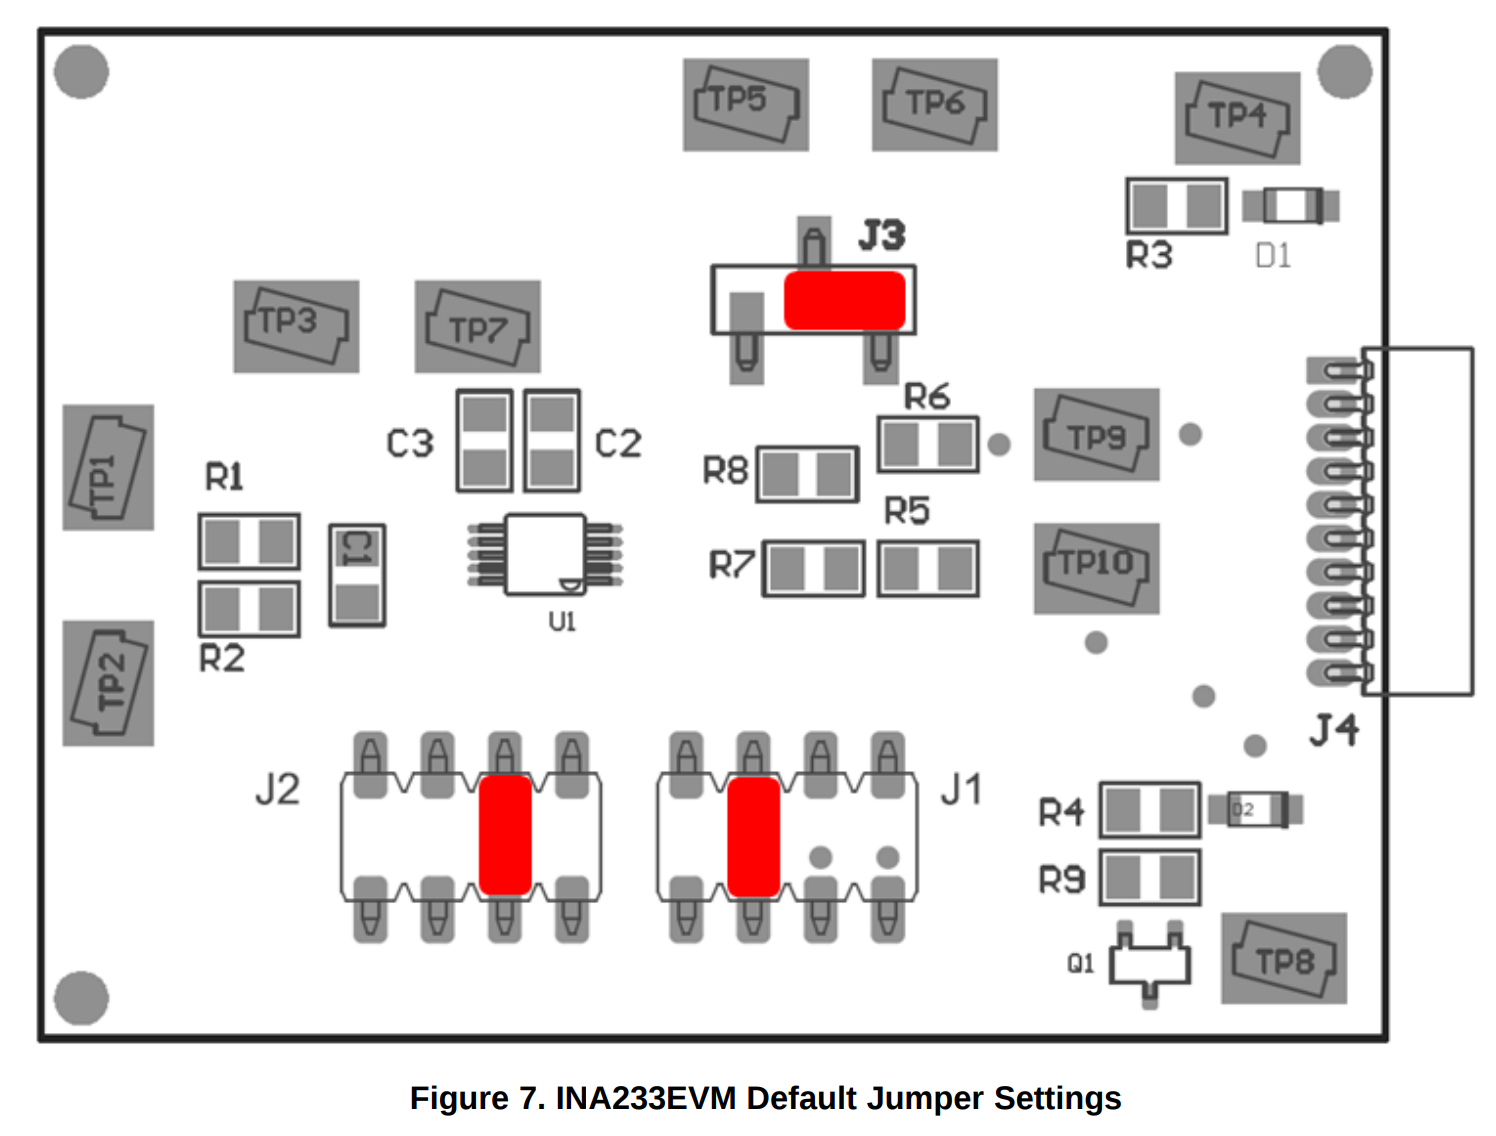 TP5
TP6
TP4
J3
R3
D1
TP3
TP7
R6
C3
C2
TP9
TP1
R1
R8
R5
C1
R7
TP10
U1
R2
TP2
J4
J2
J1
R4
D2
R9
Q1
TP8
Figure 7. INA233EVM Default Jumper Settings